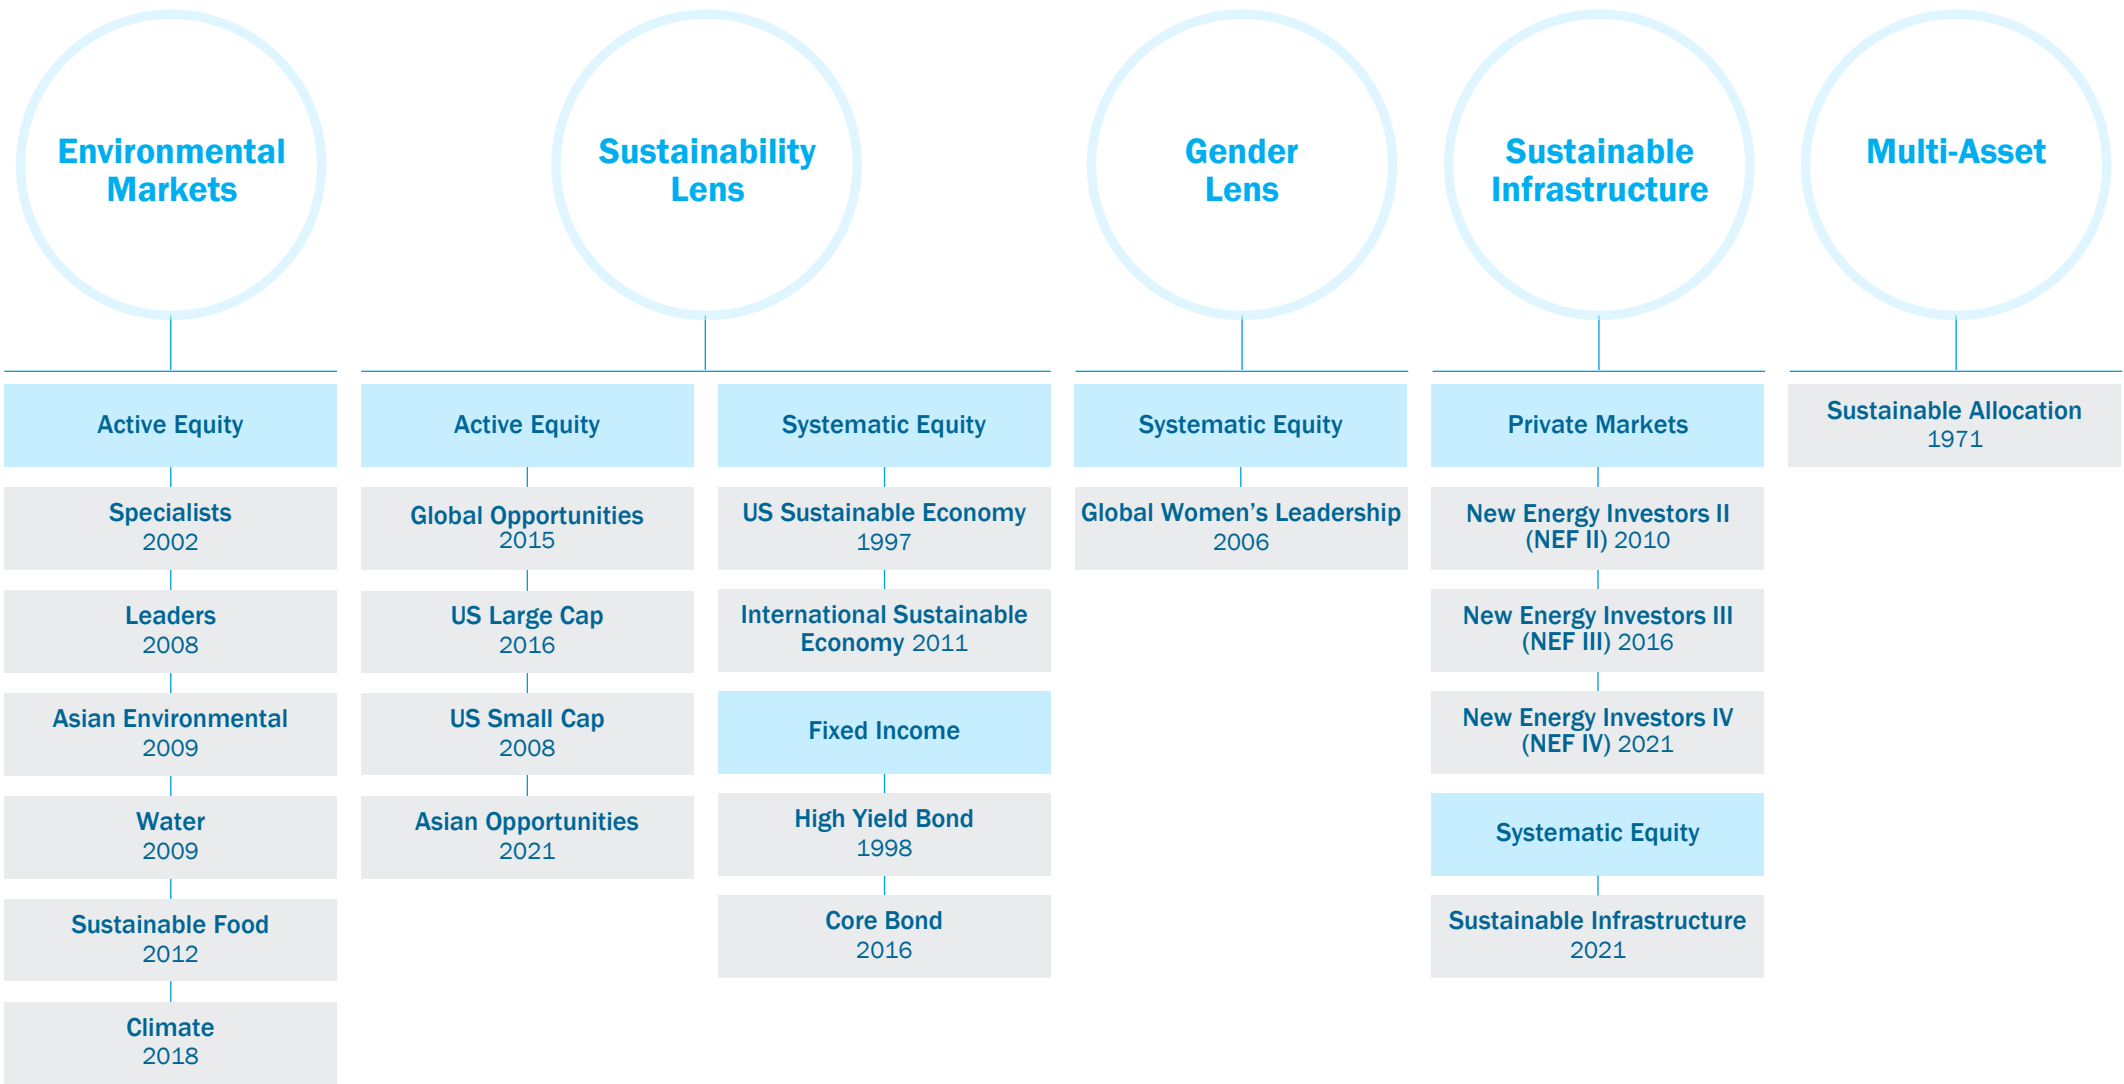 Environmental
Markets
Sustainability
Lens
Gender
Lens
Sustainable
Infrastructure
Multi-Asset
Active Equity
Specialists
2002
Leaders
2008
Asian Environmental
2009
Water
2009
Sustainable Food
2012
Climate
2018
Active Equity
Global Opportunities
2015
US Large Cap
2016
US Small Cap
2008
Asian Opportunities
2021
Systematic Equity
US Sustainable Economy
1997
International Sustainable
Economy 2011
Fixed Income
High Yield Bond
1998
Core Bond
2016
Systematic Equity
Global Women’s Leadership
2006
Private Markets
New Energy Investors II
(NEF II) 2010
New Energy Investors III
(NEF III) 2016
New Energy Investors IV
(NEF IV) 2021
Systematic Equity
Sustainable Infrastructure
2021
Sustainable Allocation
1971